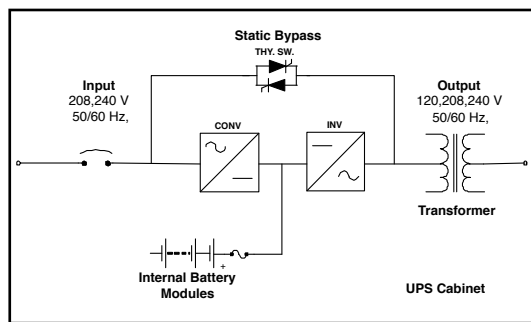 Static Bypass
THY. SW.
Input
208,240 V
50/60 Hz,
Output
120,208,240 V
50/60 Hz,
CONV
INV
Transformer
+
Internal Battery
Modules
UPS Cabinet